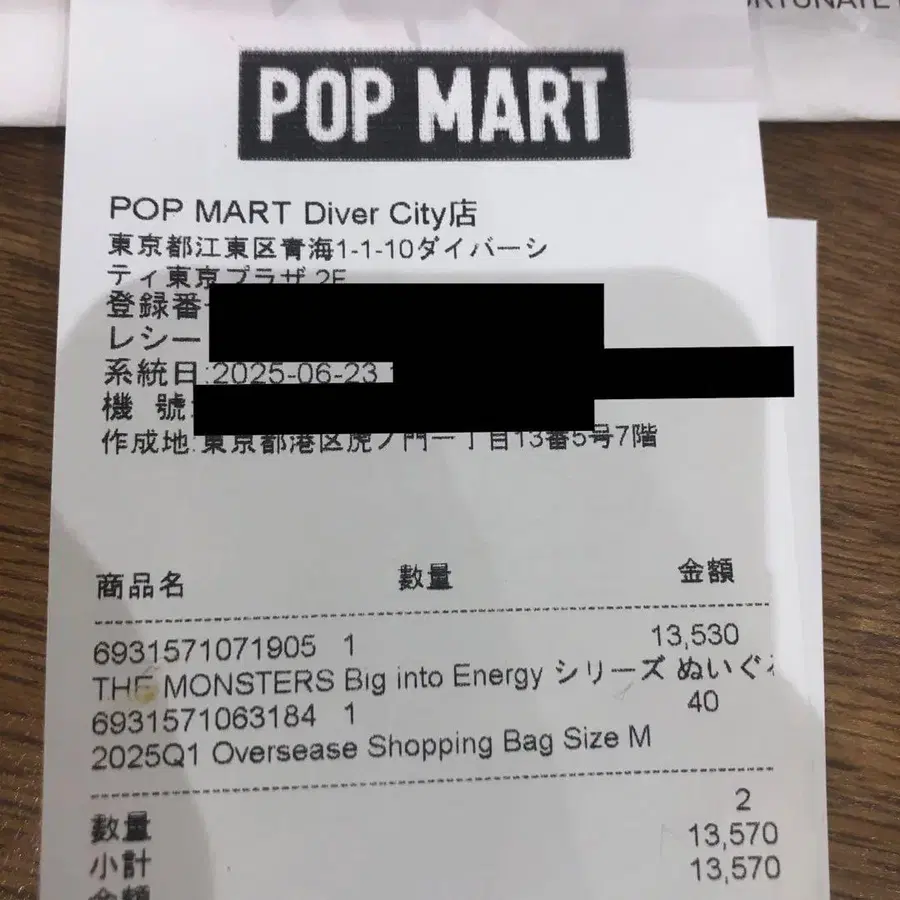 POP MART
POP MART Diver City店
東京都江東区青海1-1-10ダイバーシ
ティ東京プラザ 2F
登録番
レシー
系統日:2025-06-23
機 號:
作成地:東京都港区虎ノ門一丁目13番5号7階
商品名 數量 金額
6931571071905 1 13,530
THE MONSTERS Big into Energy シリーズ ぬいぐ
6931571063184 1 40
2025Q1 Oversease Shopping Bag Size M
數量 2
小計 13,570
金額 13,570